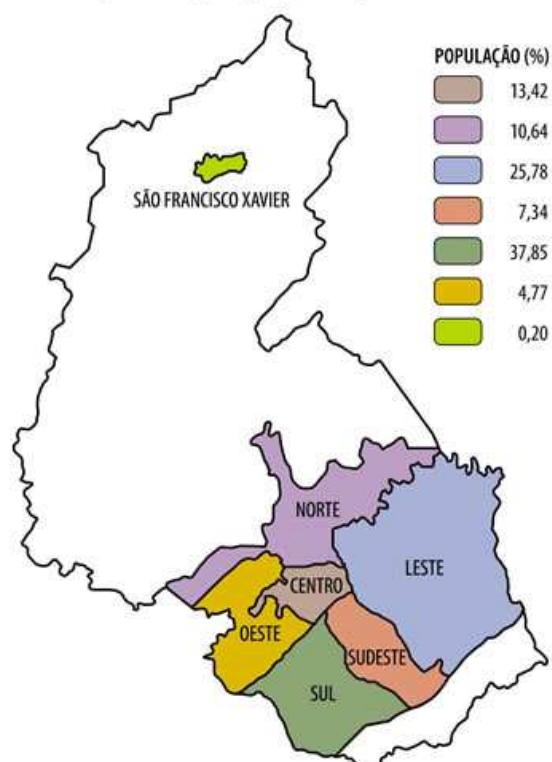 POPULAÇÃO (%)
13,42
10,64
25,78
7,34
37,85
4,77
0,20
SÃO FRANCISCO XAVIER
NORTE
LESTE
CENTRO
OESTE
SUDESTE
SUL